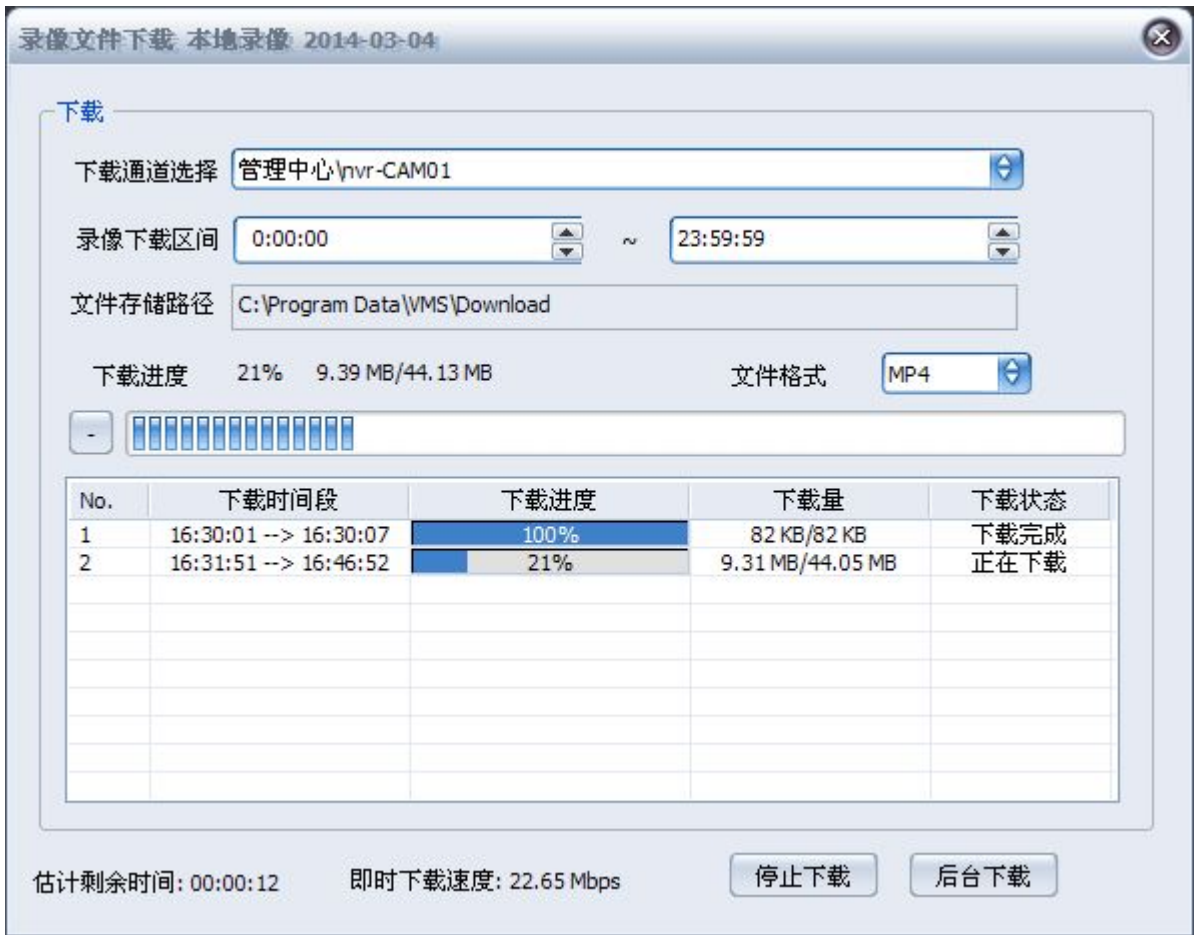 录像文件下载 本地录像 2014-03-04
下载
下载通道选择 管理中心\nvr-CAM01
录像下载区间 0:00:00 ~ 23:59:59
文件存储路径 C:\Program Data\VMS\Download
下载进度 21% 9.39 MB/44.13 MB 文件格式 MP4
-
No. 下载时间段 下载进度 下载量 下载状态
1 16:30:01 --> 16:30:07 100% 82 KB/82 KB 下载完成
2 16:31:51 --> 16:46:52 21% 9.31 MB/44.05 MB 正在下载
估计剩余时间: 00:00:12 即时下载速度: 22.65 Mbps 停止下载 后台下载